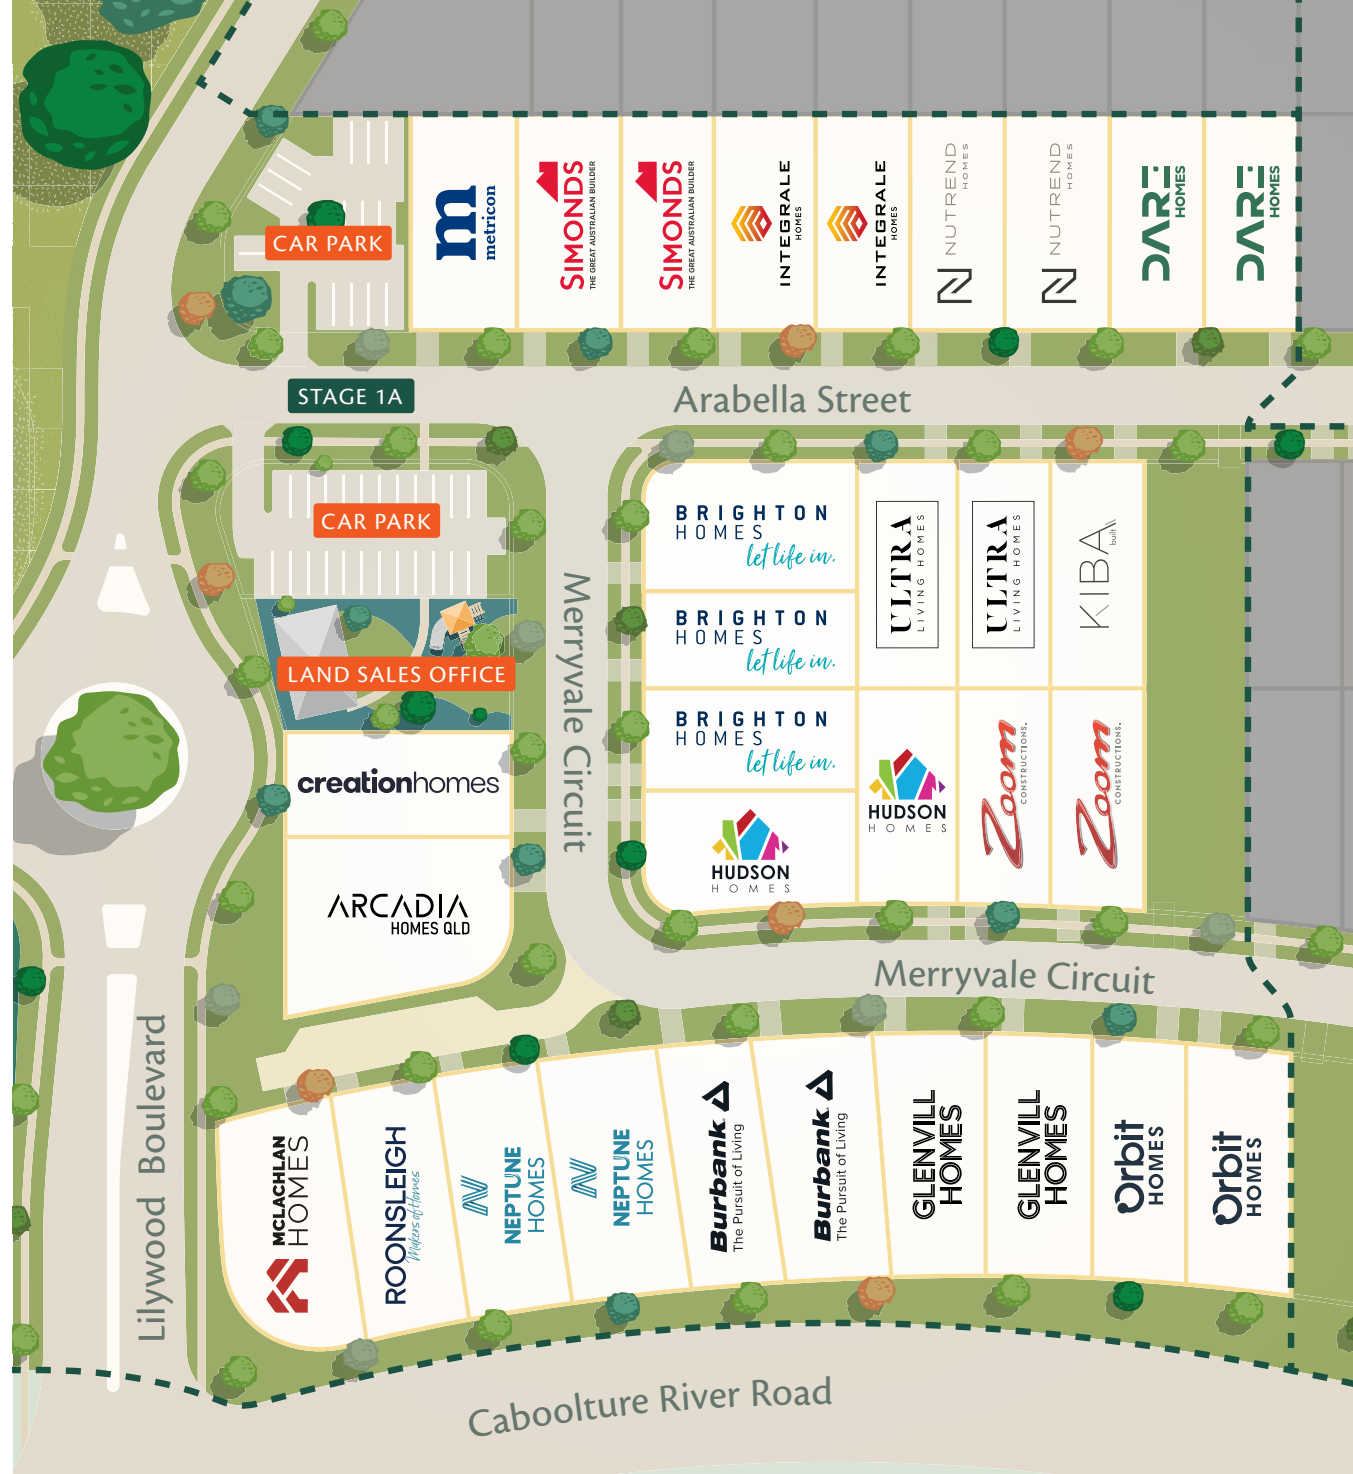 metricon
SIMONDS
THE GREAT AUSTRALIAN BUILDER
SIMONDS
THE GREAT AUSTRALIAN BUILDER
INTEGRALE
HOMES
INTEGRALE
HOMES
NUTREND
HOMES
NUTREND
HOMES
DARE
HOMES
DARE
HOMES
CAR PARK
STAGE 1A
Arabella Street
CAR PARK
LAND SALES OFFICE
Merryvale Circuit
BRIGHTON
HOMES
let life in.
BRIGHTON
HOMES
let life in.
BRIGHTON
HOMES
let life in.
HUDSON
HOMES
ULTRA
LIVING HOMES
ULTRA
LIVING HOMES
KIBA
built
HUDSON
HOMES
Zoom
CONSTRUCTIONS.
Zoom
CONSTRUCTIONS.
creationhomes
ARCADIA
HOMES QLD
Merryvale Circuit
Lilywood Boulevard
MCLACHLAN
HOMES
ROONSLEIGH
Makers of Homes
NEPTUNE
HOMES
NEPTUNE
HOMES
Burbank
The Pursuit of Living
Burbank
The Pursuit of Living
GLENVILL
HOMES
GLENVILL
HOMES
Orbit
HOMES
Orbit
HOMES
Caboolture River Road